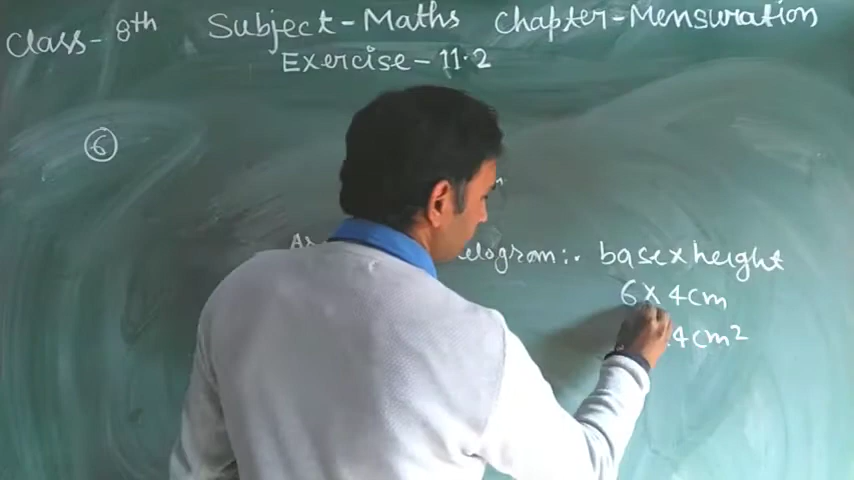 Class- 8th Subject-Maths Chapter-Mensuration
Exercise-11.2
6
base×height
6×4cm
4cm²